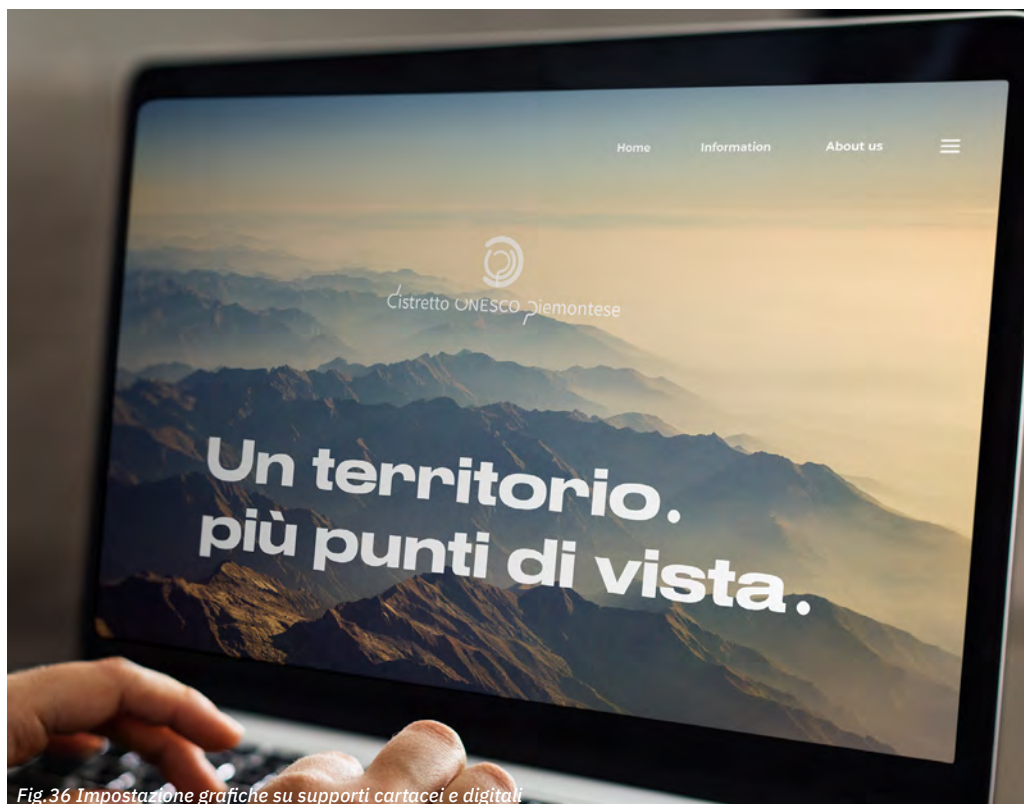 Home Information About us
Distretto UNESCO Piemontese
Un territorio.
più punti di vista.
Fig.36 Impostazione grafiche su supporti cartacei e digitali